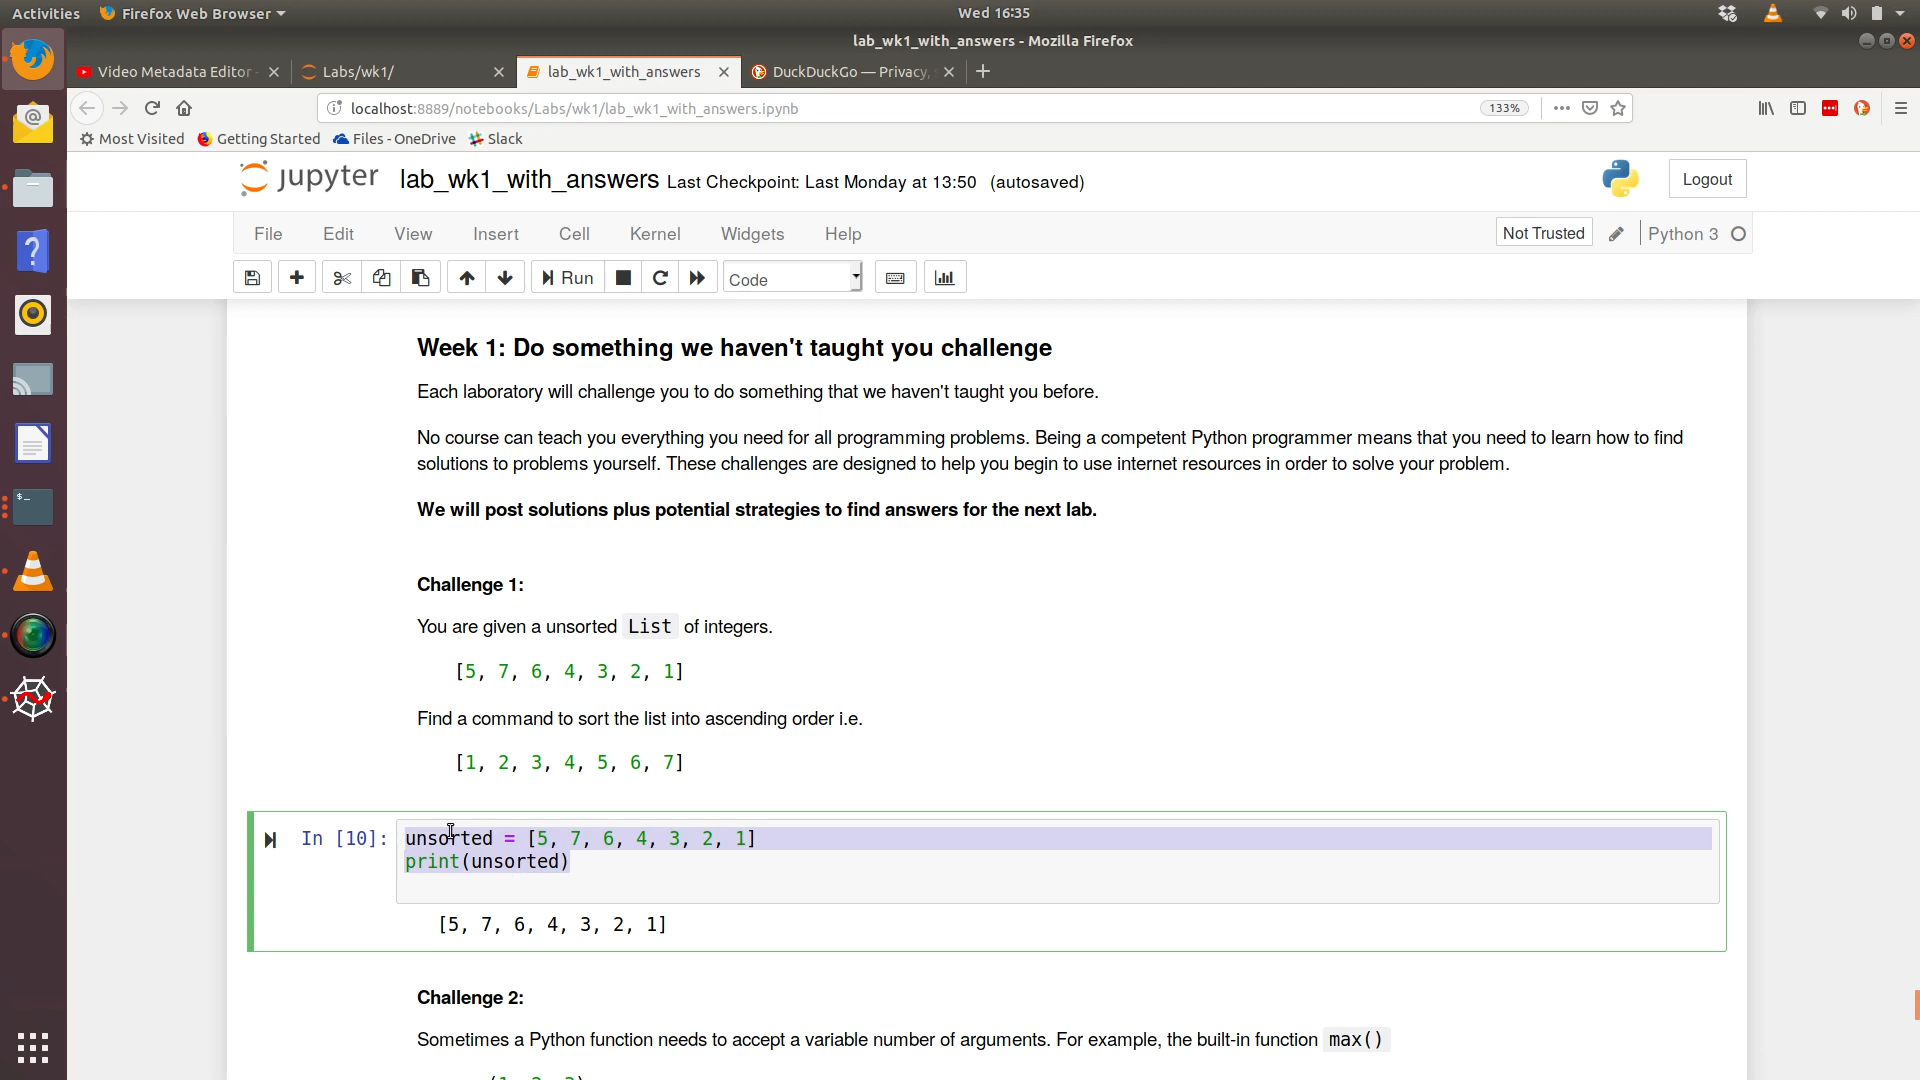 Activities Firefox Web Browser Wed 16:35
lab_wk1_with_answers - Mozilla Firefox
Video Metadata Editor - Labs/wk1/ lab_wk1_with_answers DuckDuckGo — Privacy,
localhost:8889/notebooks/Labs/wk1/lab_wk1_with_answers.ipynb 133%
Most Visited Getting Started Files - OneDrive Slack
jupyter lab_wk1_with_answers Last Checkpoint: Last Monday at 13:50 (autosaved) Logout
File Edit View Insert Cell Kernel Widgets Help Not Trusted Python 3
Run Code
Week 1: Do something we haven't taught you challenge
Each laboratory will challenge you to do something that we haven't taught you before.
No course can teach you everything you need for all programming problems. Being a competent Python programmer means that you need to learn how to find
solutions to problems yourself. These challenges are designed to help you begin to use internet resources in order to solve your problem.
We will post solutions plus potential strategies to find answers for the next lab.
Challenge 1:
You are given a unsorted List of integers.
[5, 7, 6, 4, 3, 2, 1]
Find a command to sort the list into ascending order i.e.
[1, 2, 3, 4, 5, 6, 7]
In [10]: unsorted = [5, 7, 6, 4, 3, 2, 1]
print(unsorted)
[5, 7, 6, 4, 3, 2, 1]
Challenge 2:
Sometimes a Python function needs to accept a variable number of arguments. For example, the built-in function max()